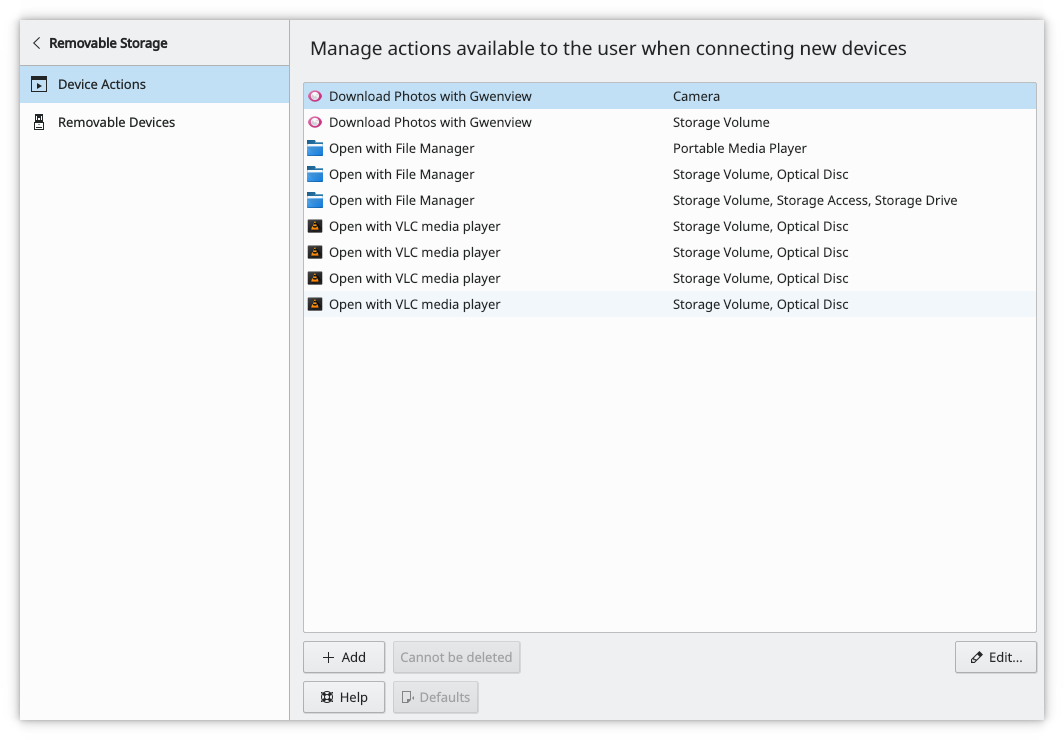 Removable Storage
Device Actions
Removable Devices
Manage actions available to the user when connecting new devices
Download Photos with Gwenview Camera
Download Photos with Gwenview Storage Volume
Open with File Manager Portable Media Player
Open with File Manager Storage Volume, Optical Disc
Open with File Manager Storage Volume, Storage Access, Storage Drive
Open with VLC media player Storage Volume, Optical Disc
Open with VLC media player Storage Volume, Optical Disc
Open with VLC media player Storage Volume, Optical Disc
Open with VLC media player Storage Volume, Optical Disc
Add Cannot be deleted Edit...
Help Defaults